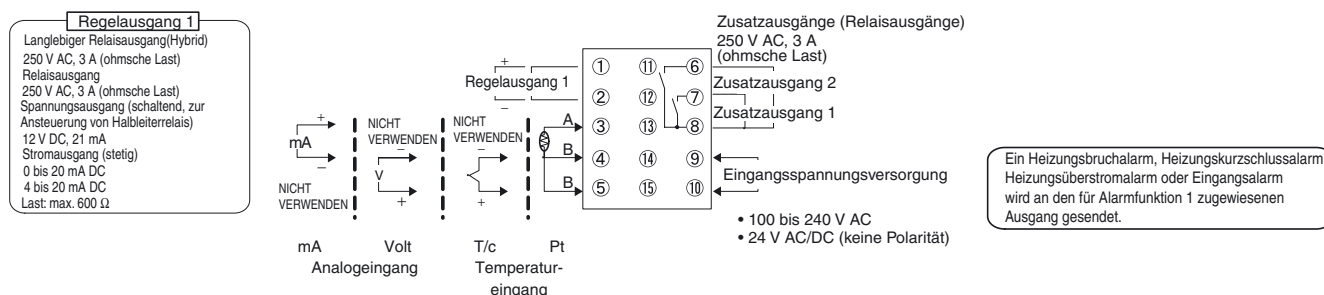 Regelausgang 1
Langlebiger Relaisausgang(Hybrid)
250 V AC, 3 A (ohmsche Last)
Relaisausgang
250 V AC, 3 A (ohmsche Last)
Spannungsausgang (schaltend, zur
Ansteuerung von Halbleiterrelais)
12 V DC, 21 mA
Stromausgang (stetig)
0 bis 20 mA DC
4 bis 20 mA DC
Last: max. 600 Ω
Zusatzausgänge (Relaisausgänge)
250 V AC, 3 A
(ohmsche Last)
+
Regelausgang 1
−
1 11 6
2 12 7
3 13 8
4 14 9
5 15 10
Zusatzausgang 2
Zusatzausgang 1
Eingangsspannungsversorgung
• 100 bis 240 V AC
• 24 V AC/DC (keine Polarität)
+
mA
−
NICHT
VERWENDEN
NICHT
VERWENDEN
−
V
+
NICHT
VERWENDEN
−
+
A
B
B
mA Volt T/c Pt
Analogeingang Temperatur-
eingang
Ein Heizungsbruchalarm, Heizungskurzschlussalarm
Heizungsüberstromalarm oder Eingangsalarm
wird an den für Alarmfunktion 1 zugewiesenen
Ausgang gesendet.